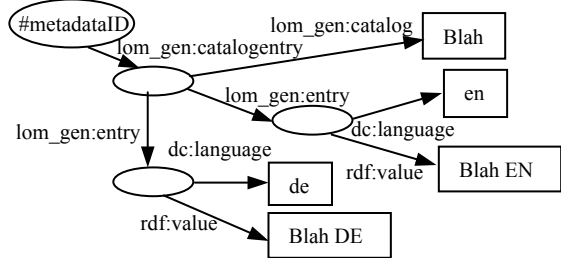 #metadataID
lom_gen:catalog
Blah
lom_gen:catalogentry
lom_gen:entry
en
lom_gen:entry
dc:language
dc:language
rdf:value
Blah EN
de
rdf:value
Blah DE